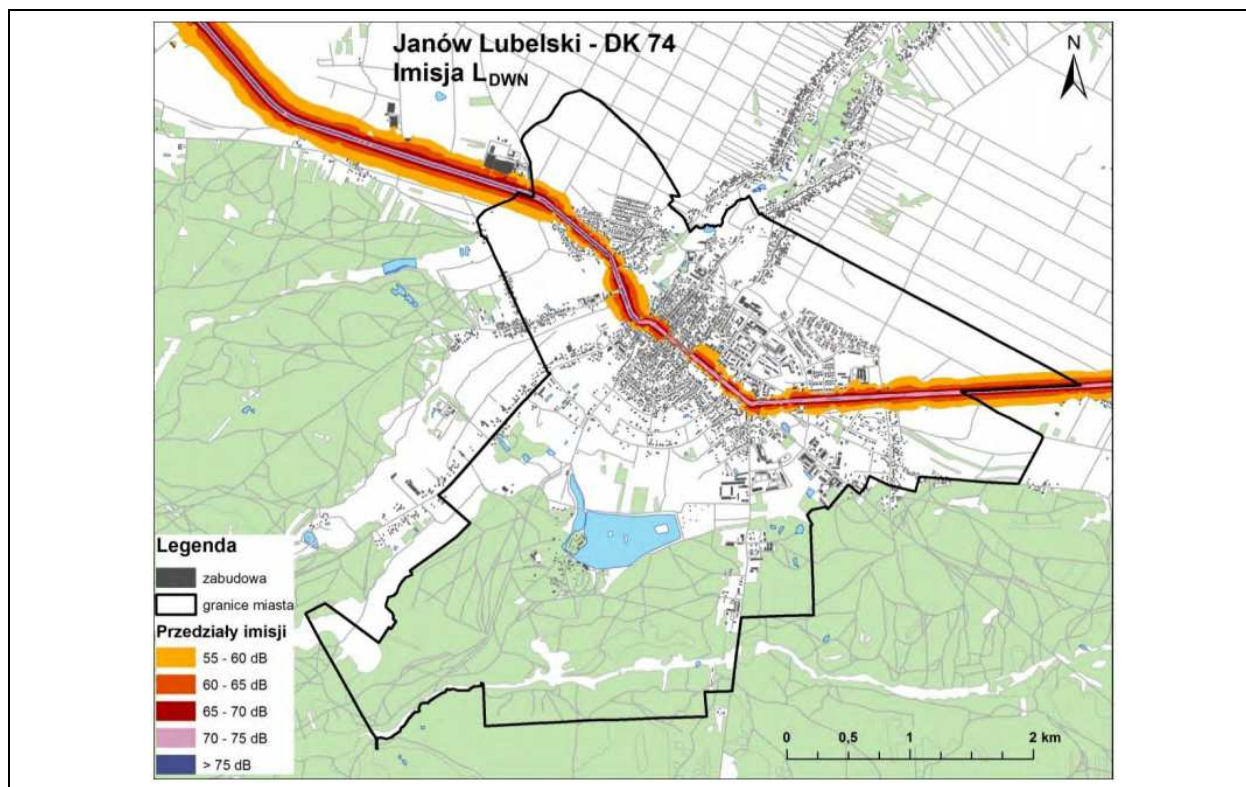 Janów Lubelski - DK 74
Imisja LDWN
N
Legenda
zabudowa
granice miasta
Przedziały imisji
55 - 60 dB
60 - 65 dB
65 - 70 dB
70 - 75 dB
> 75 dB
0 0,5 1 2 km